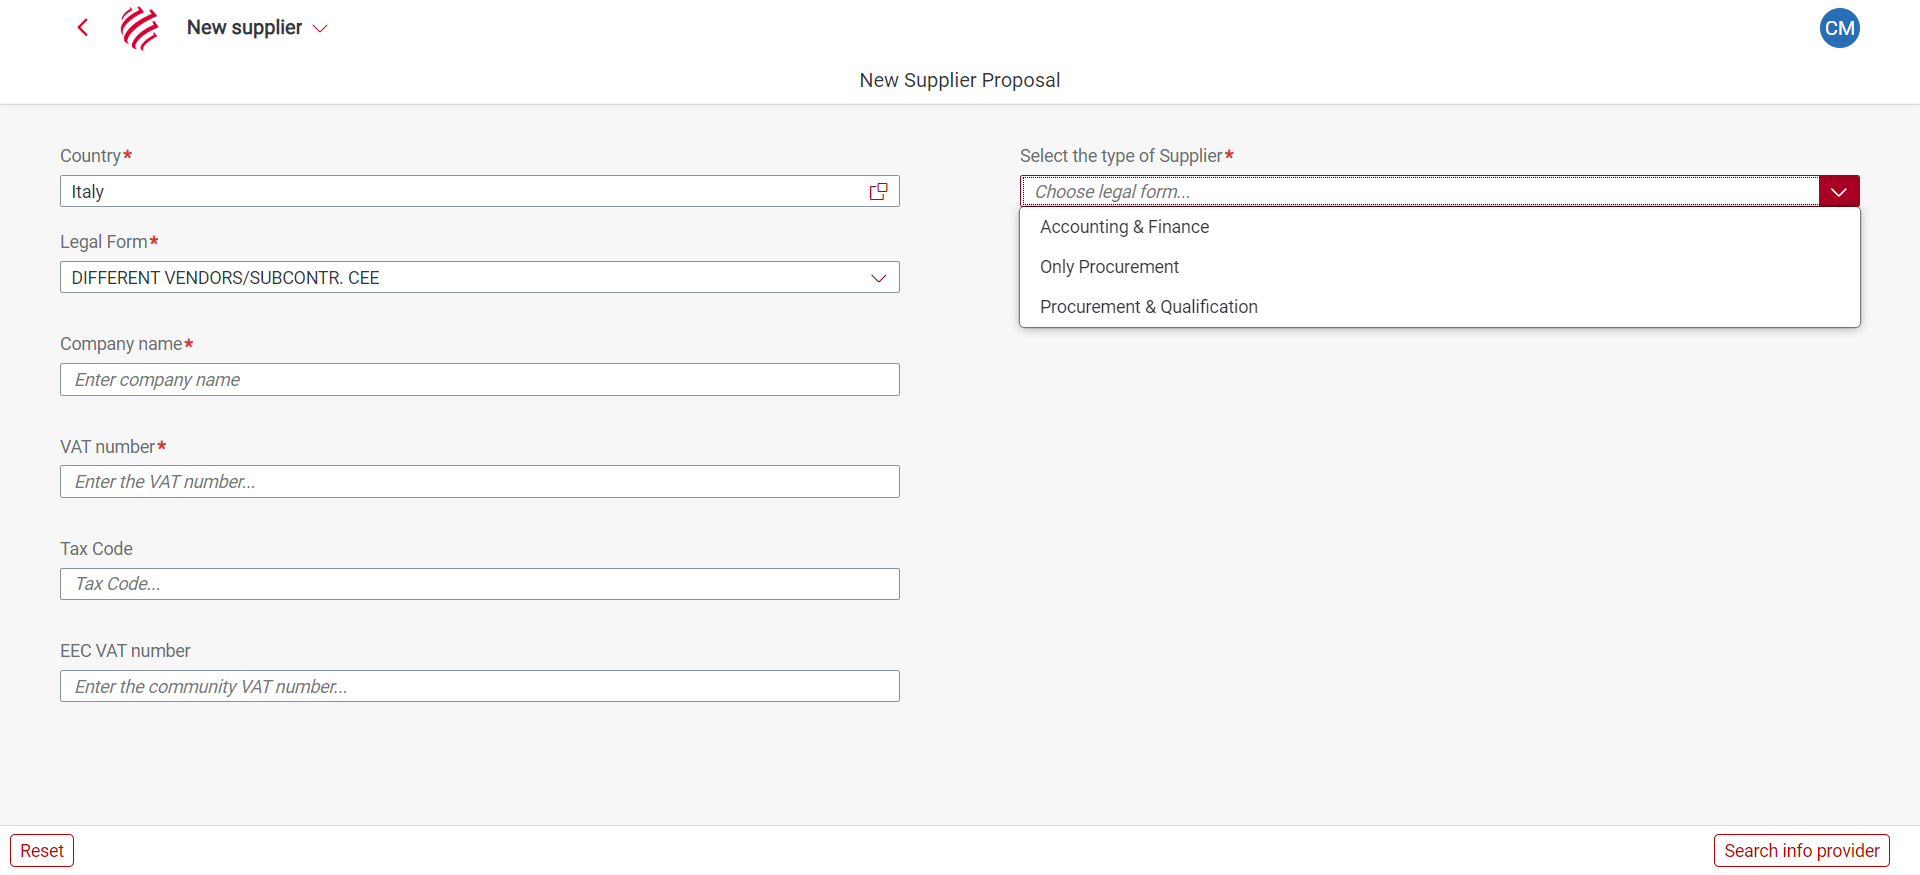 New supplier
CM
New Supplier Proposal
Country*
Italy
Legal Form*
DIFFERENT VENDORS/SUBCONTR. CEE
Company name*
Enter company name
VAT number*
Enter the VAT number...
Tax Code
Tax Code...
EEC VAT number
Enter the community VAT number...
Select the type of Supplier*
Choose legal form...
Accounting & Finance
Only Procurement
Procurement & Qualification
Reset
Search info provider